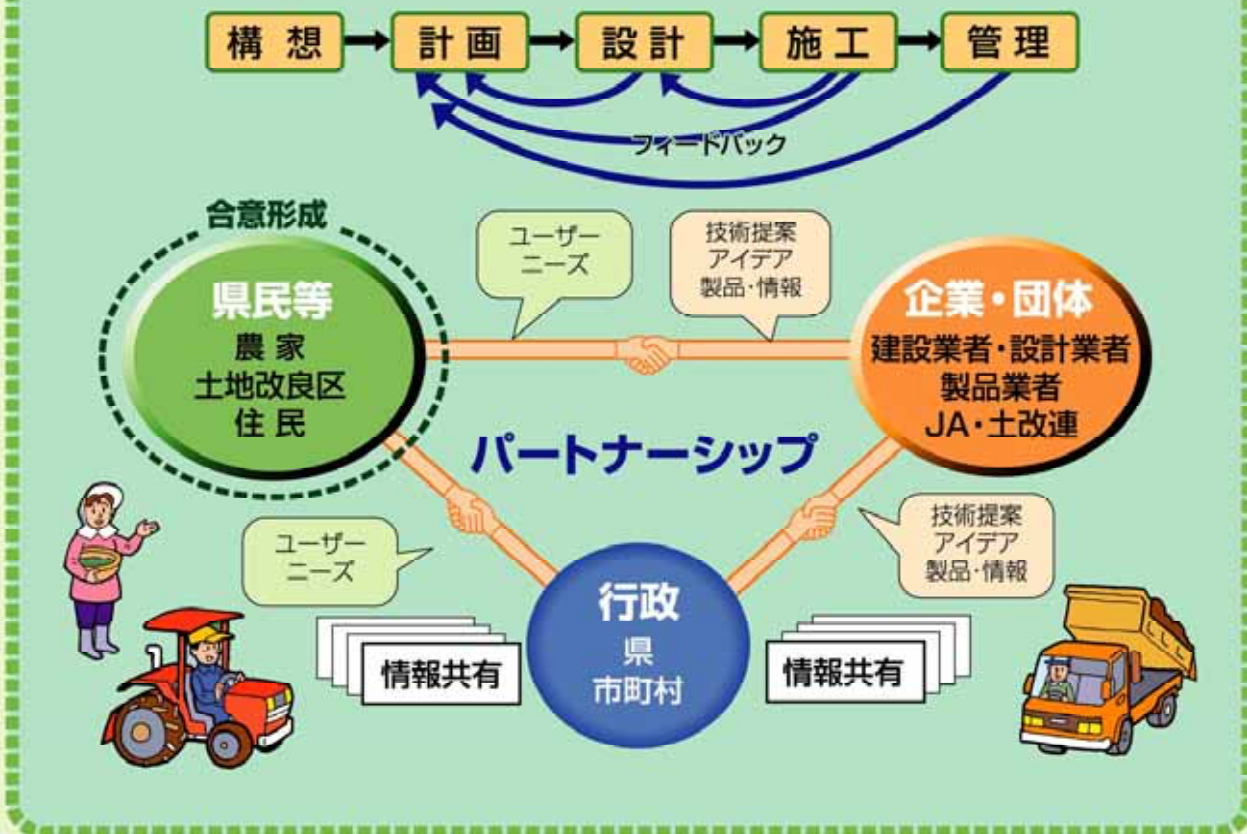 構想
計画
設計
施工
管理
フィードバック
合意形成
ユーザー
ニーズ
技術提案
アイデア
製品・情報
県民等
農家
土地改良区
住民
企業・団体
建設業者・設計業者
製品業者
JA・土改連
パートナーシップ
ユーザー
ニーズ
技術提案
アイデア
製品・情報
行政
県
市町村
情報共有
情報共有